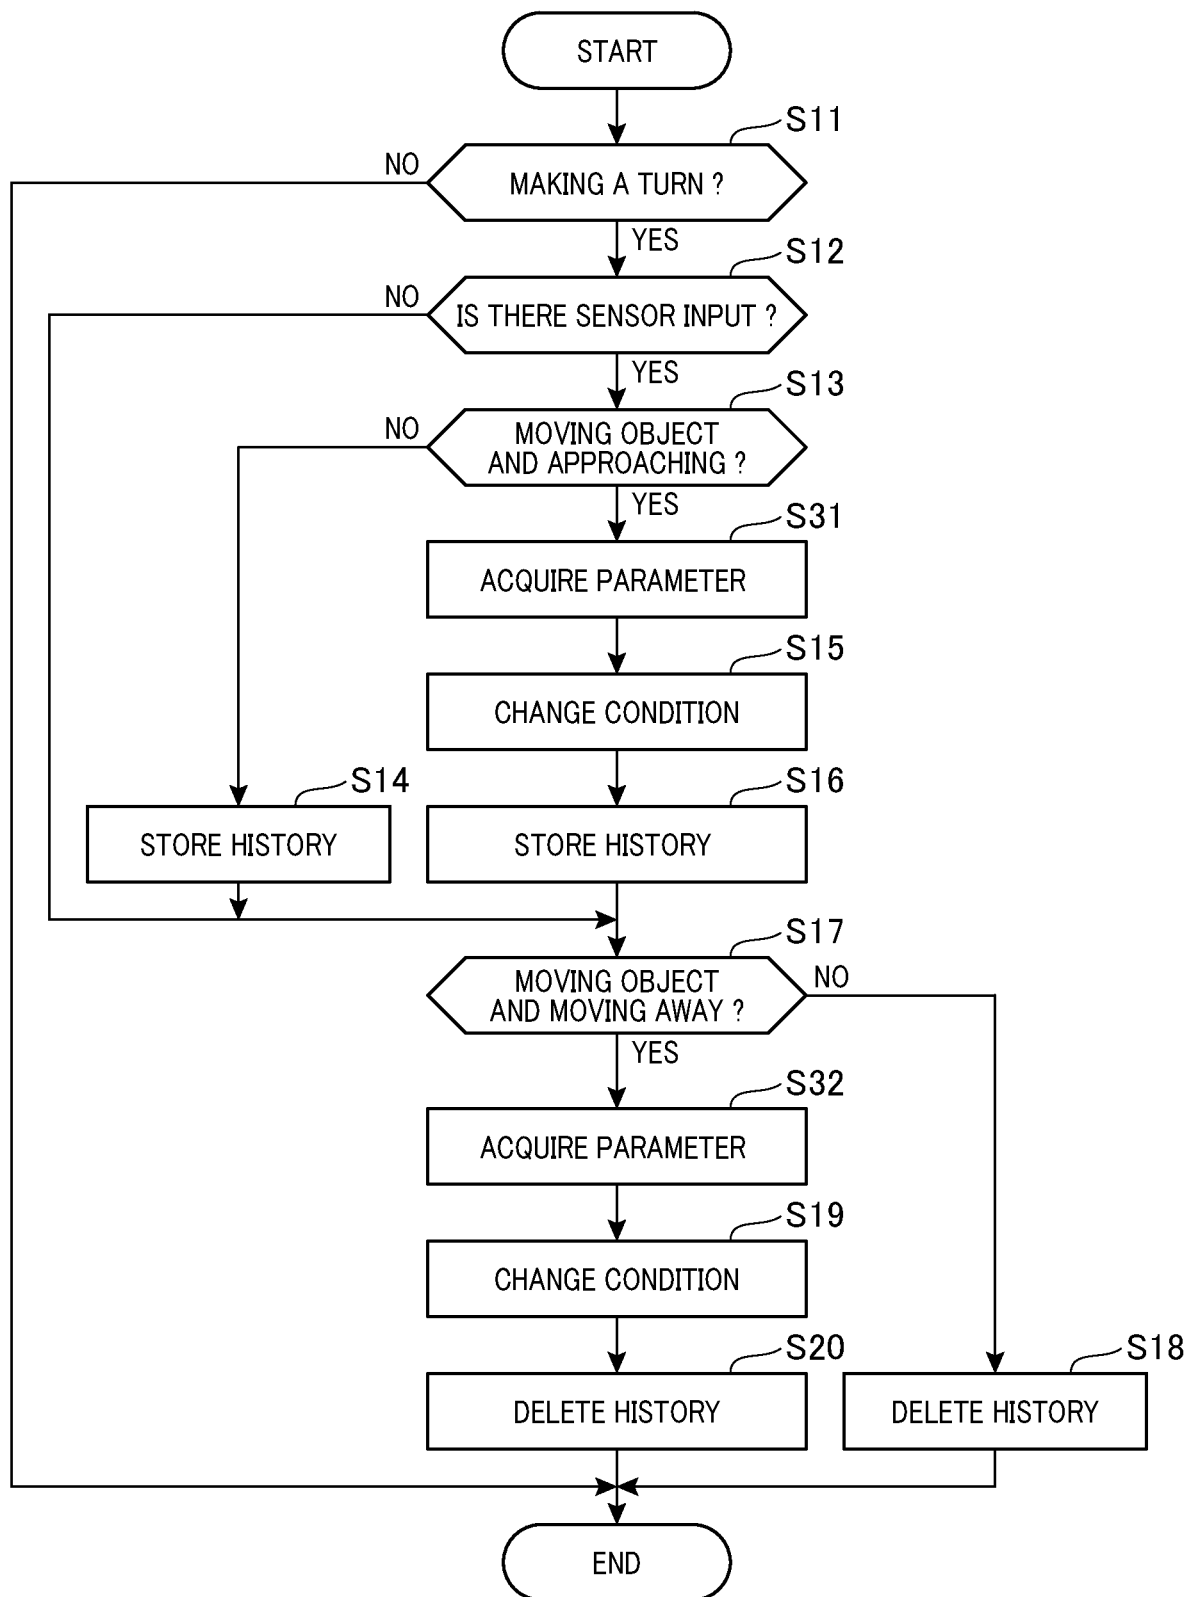 START
S11
NO
MAKING A TURN ?
YES
S12
NO
IS THERE SENSOR INPUT ?
YES
S13
NO
MOVING OBJECT
AND APPROACHING ?
YES
S31
ACQUIRE PARAMETER
S15
CHANGE CONDITION
S14
S16
STORE HISTORY
STORE HISTORY
S17
MOVING OBJECT
AND MOVING AWAY ?
NO
YES
S32
ACQUIRE PARAMETER
S19
CHANGE CONDITION
S20
S18
DELETE HISTORY
DELETE HISTORY
END